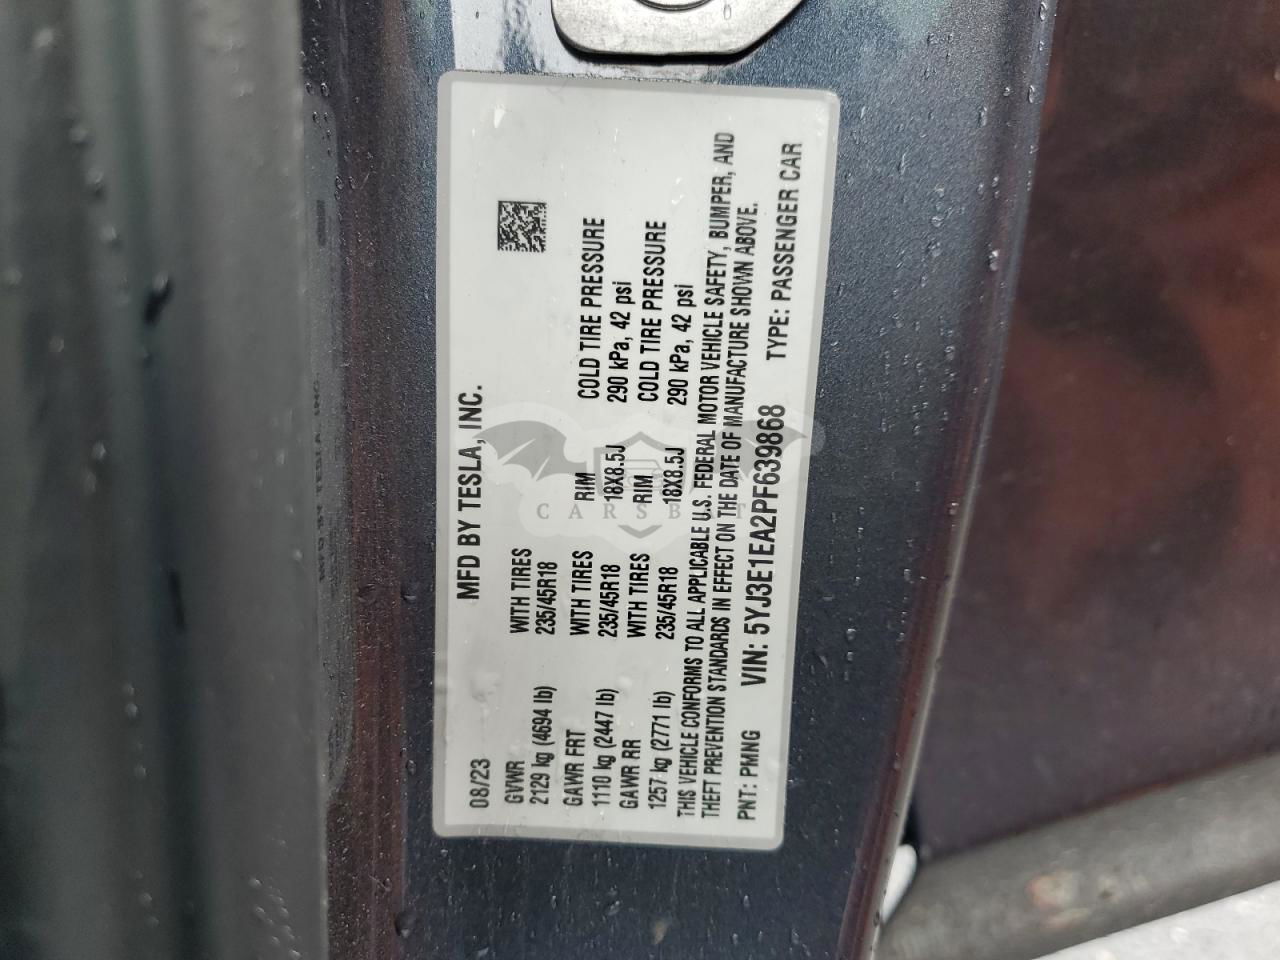 08/23 MFD BY TESLA, INC.
GVWR WITH TIRES
2129 kg (4694 lb) 235/45R18
GAWR FRT WITH TIRES RIM COLD TIRE PRESSURE
1110 kg (2447 lb) 235/45R18 18X8.5J 290 kPa, 42 psi
GAWR RR WITH TIRES RIM COLD TIRE PRESSURE
1257 kg (2771 lb) 235/45R18 18X8.5J 290 kPa, 42 psi
THIS VEHICLE CONFORMS TO ALL APPLICABLE U.S. FEDERAL MOTOR VEHICLE SAFETY, BUMPER, AND
THEFT PREVENTION STANDARDS IN EFFECT ON THE DATE OF MANUFACTURE SHOWN ABOVE.
PNT: PMNG VIN: 5YJ3E1EA2PF639868 TYPE: PASSENGER CAR